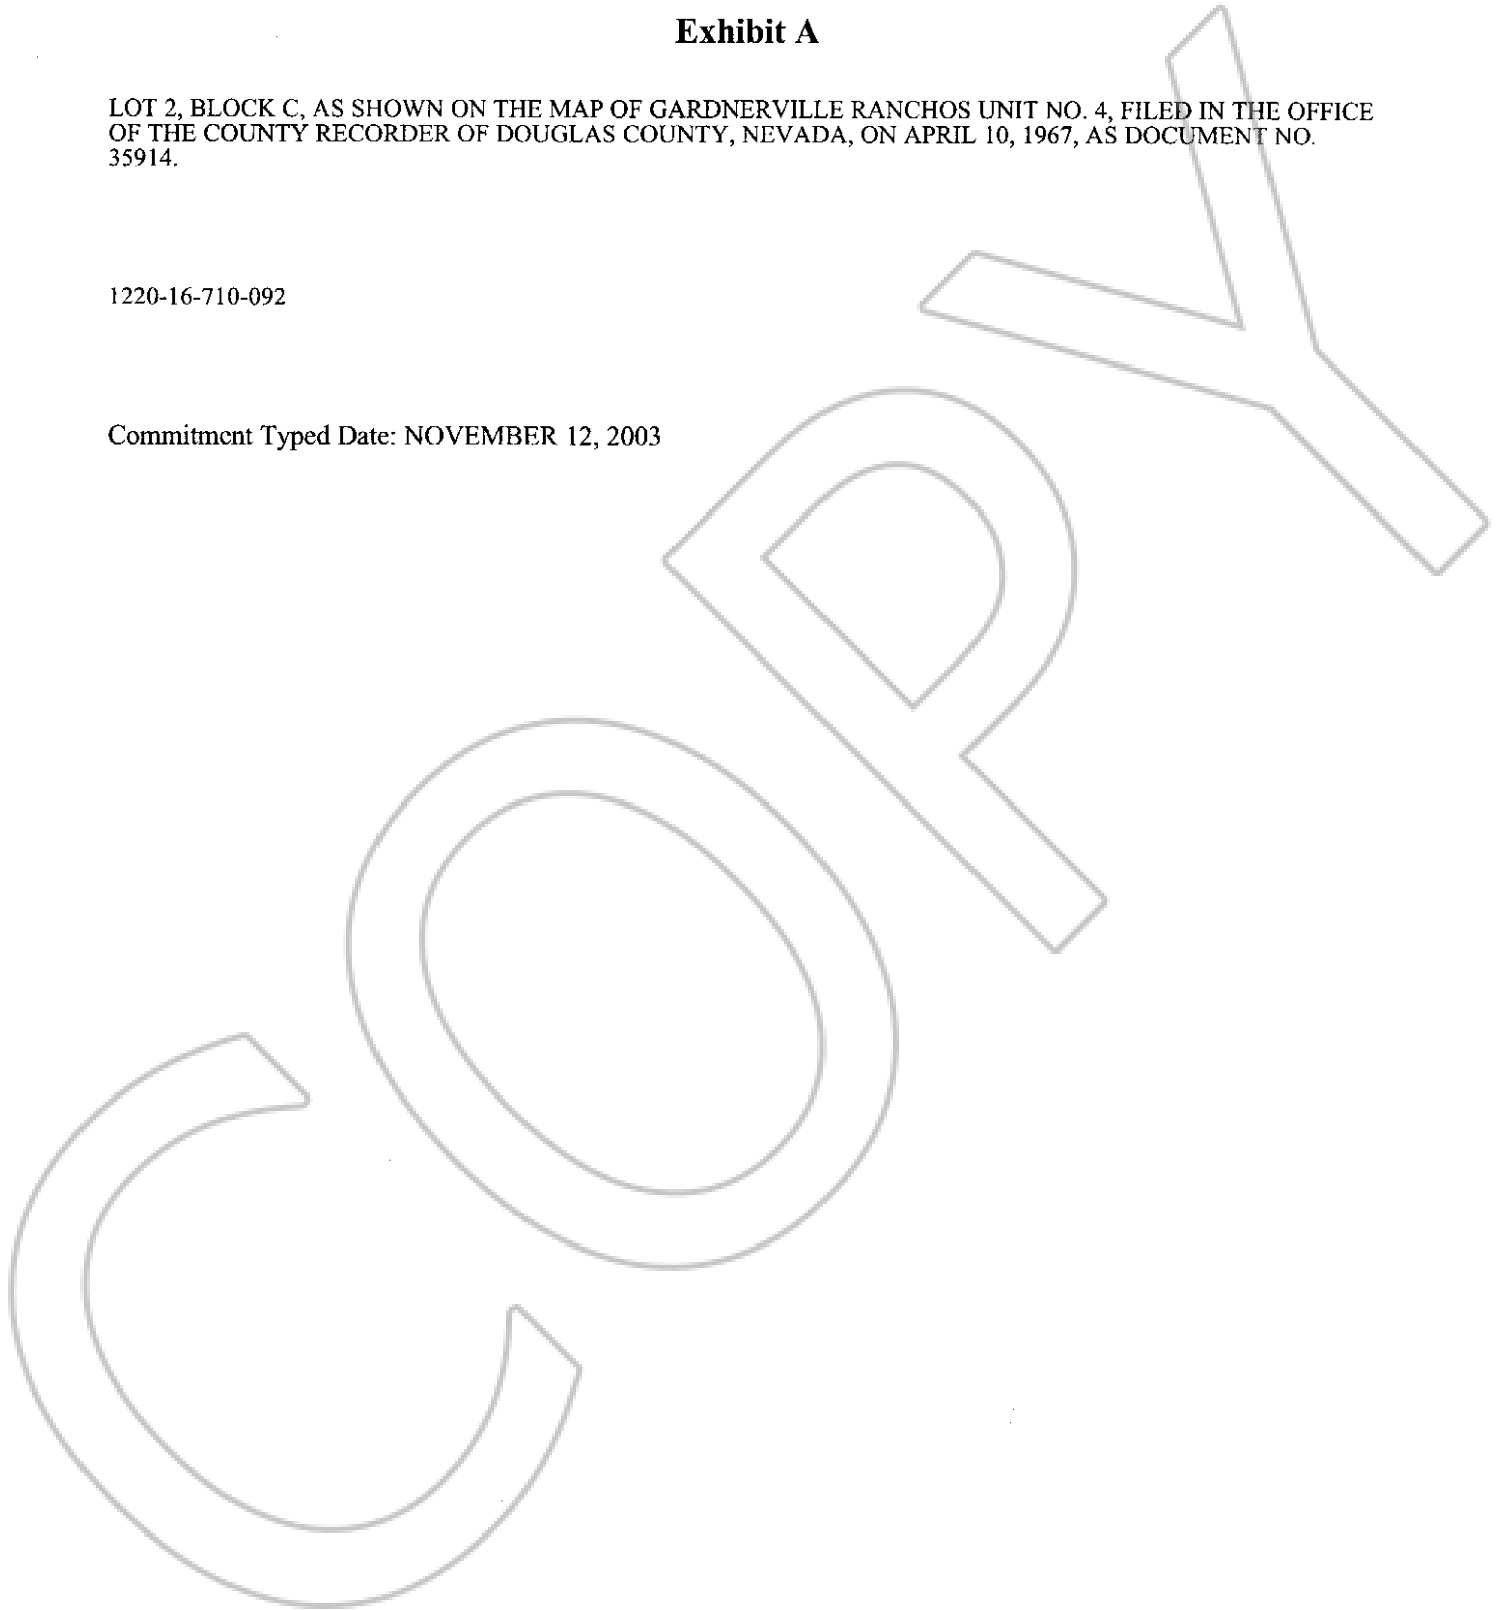 Exhibit A
LOT 2, BLOCK C, AS SHOWN ON THE MAP OF GARDNERVILLE RANCHOS UNIT NO. 4, FILED IN THE OFFICE
OF THE COUNTY RECORDER OF DOUGLAS COUNTY, NEVADA, ON APRIL 10, 1967, AS DOCUMENT NO.
35914.
1220-16-710-092
Commitment Typed Date: NOVEMBER 12, 2003
COPY